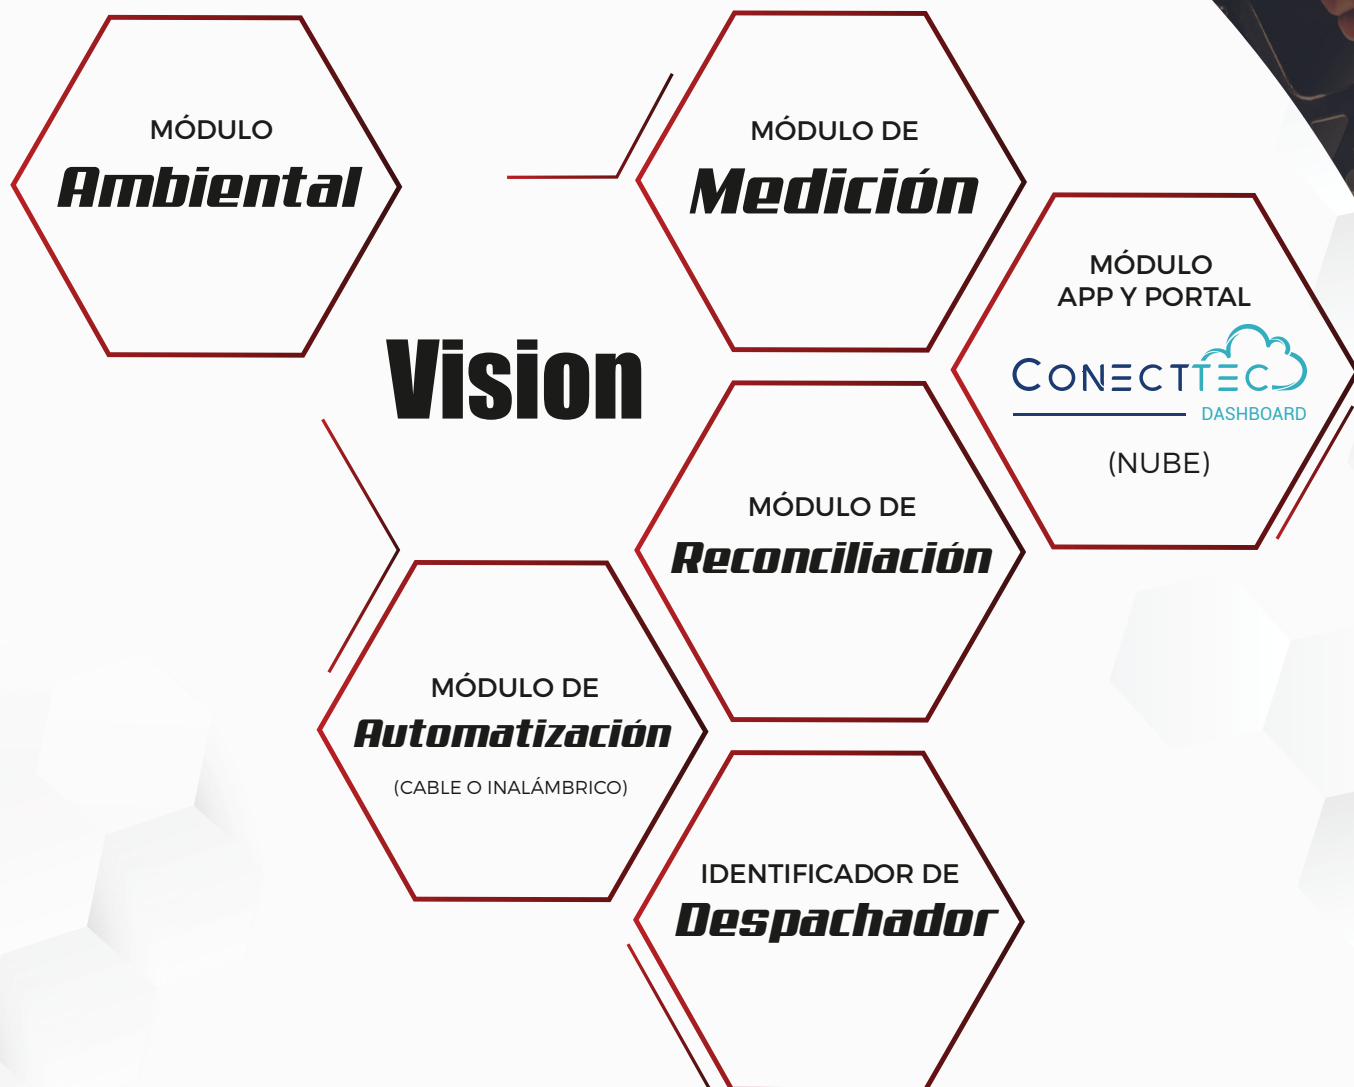 MÓDULO
Ambiental
MÓDULO DE
Medición
MÓDULO
APP Y PORTAL
CONECTTEC
DASHBOARD
(NUBE)
Vision
MÓDULO DE
Reconciliación
MÓDULO DE
Automatización
(CABLE O INALÁMBRICO)
IDENTIFICADOR DE
Despachador